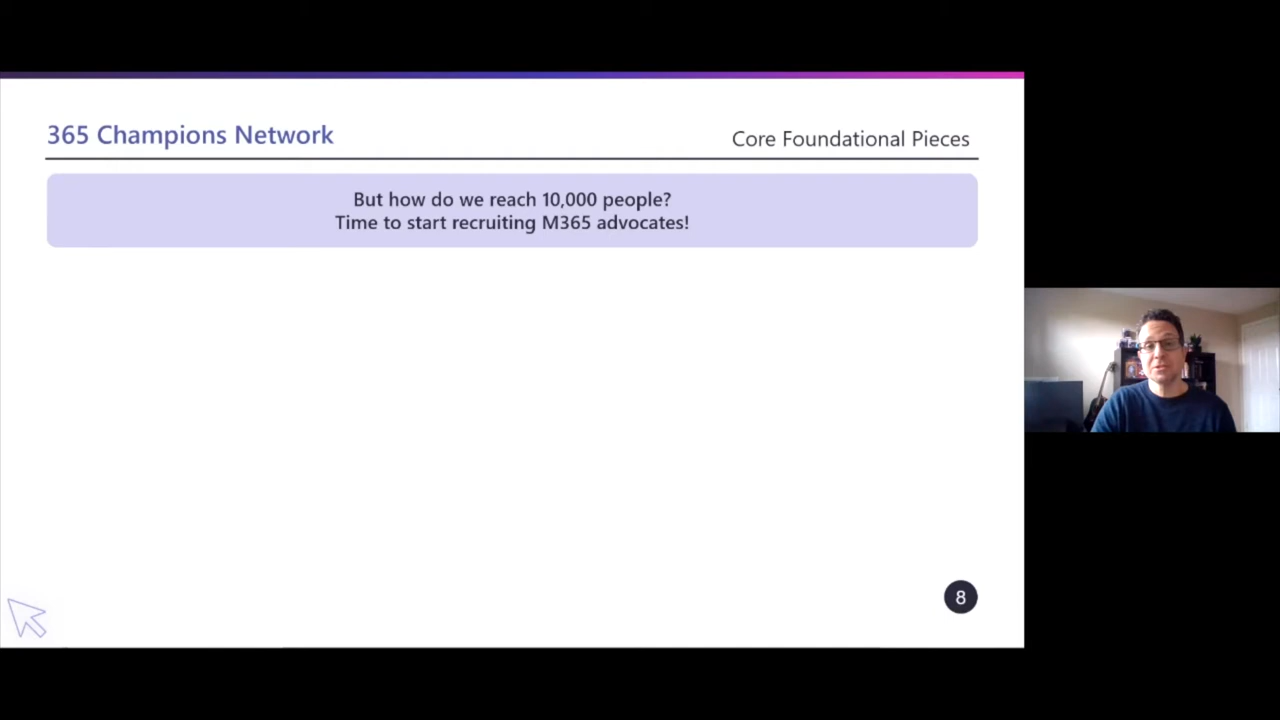 365 Champions Network
Core Foundational Pieces
But how do we reach 10,000 people?
Time to start recruiting M365 advocates!
8